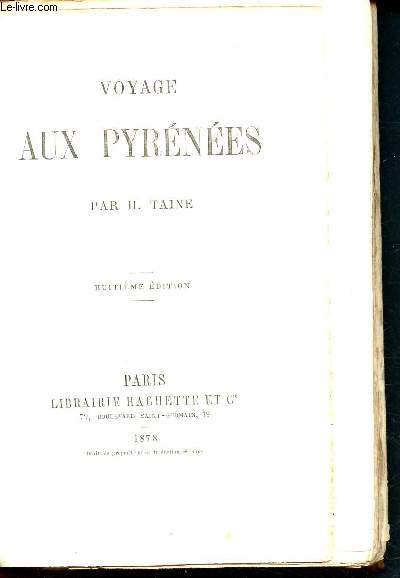 Le-Livre.com
VOYAGE
AUX PYRÉNÉES
PAR H. TAINE
HUITIÈME ÉDITION
PARIS
LIBRAIRIE HACHETTE ET Cie
79, BOULEVARD SAINT-GERMAIN, 79
1878